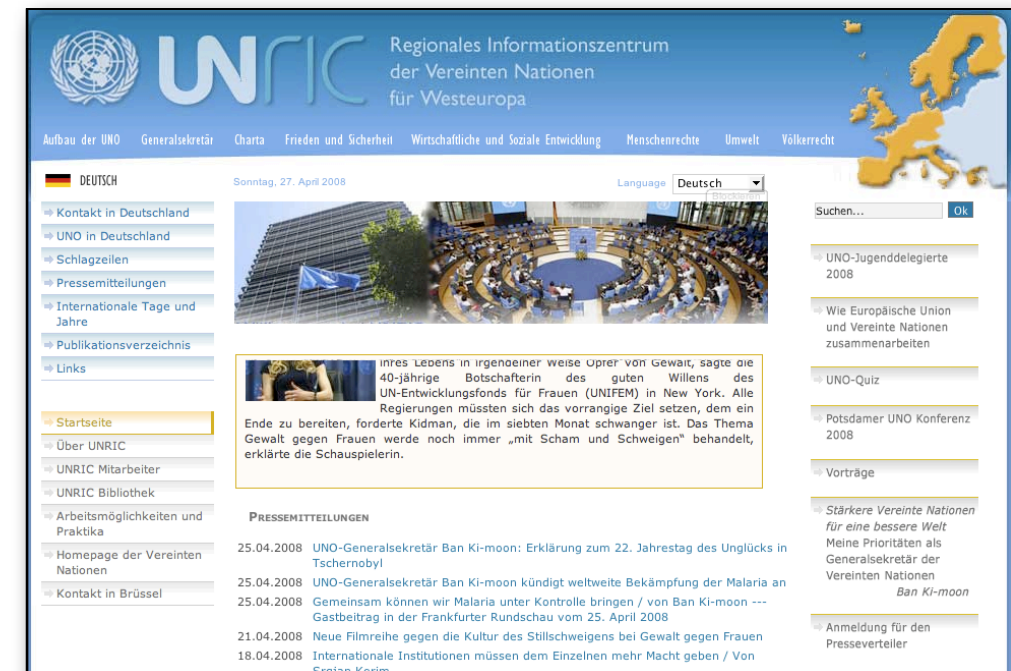 UNRIC
Regionales Informationszentrum
der Vereinten Nationen
für Westeuropa
Aufbau der UNO Generalsekretär Charta Frieden und Sicherheit Wirtschaftliche und Soziale Entwicklung Menschenrechte Umwelt Völkerrecht
DEUTSCH
Sonntag, 27. April 2008
Language Deutsch
Blockieren
Kontakt in Deutschland
UNO in Deutschland
Schlagzeilen
Pressemitteilungen
Internationale Tage und
Jahre
Publikationsverzeichnis
Links
Startseite
Über UNRIC
UNRIC Mitarbeiter
UNRIC Bibliothek
Arbeitsmöglichkeiten und
Praktika
Homepage der Vereinten
Nationen
Kontakt in Brüssel
ihres Lebens in irgendeiner Weise Opfer von Gewalt, sagte die
40-jährige Botschafterin des guten Willens des
UN-Entwicklungsfonds für Frauen (UNIFEM) in New York. Alle
Regierungen müssten sich das vorrangige Ziel setzen, dem ein
Ende zu bereiten, forderte Kidman, die im siebten Monat schwanger ist. Das Thema
Gewalt gegen Frauen werde noch immer „mit Scham und Schweigen“ behandelt,
erklärte die Schauspielerin.
PRESSEMITTEILUNGEN
25.04.2008 UNO-Generalsekretär Ban Ki-moon: Erklärung zum 22. Jahrestag des Unglücks in
Tschernobyl
25.04.2008 UNO-Generalsekretär Ban Ki-moon kündigt weltweite Bekämpfung der Malaria an
25.04.2008 Gemeinsam können wir Malaria unter Kontrolle bringen / von Ban Ki-moon ---
Gastbeitrag in der Frankfurter Rundschau vom 25. April 2008
21.04.2008 Neue Filmreihe gegen die Kultur des Stillschweigens bei Gewalt gegen Frauen
18.04.2008 Internationale Institutionen müssen dem Einzelnen mehr Macht geben / Von
Srgjan Kerim
Suchen... Ok
UNO-Jugenddelegierte
2008
Wie Europäische Union
und Vereinte Nationen
zusammenarbeiten
UNO-Quiz
Potsdamer UNO Konferenz
2008
Vorträge
Stärkere Vereinte Nationen
für eine bessere Welt
Meine Prioritäten als
Generalsekretär der
Vereinten Nationen
Ban Ki-moon
Anmeldung für den
Presseverteiler